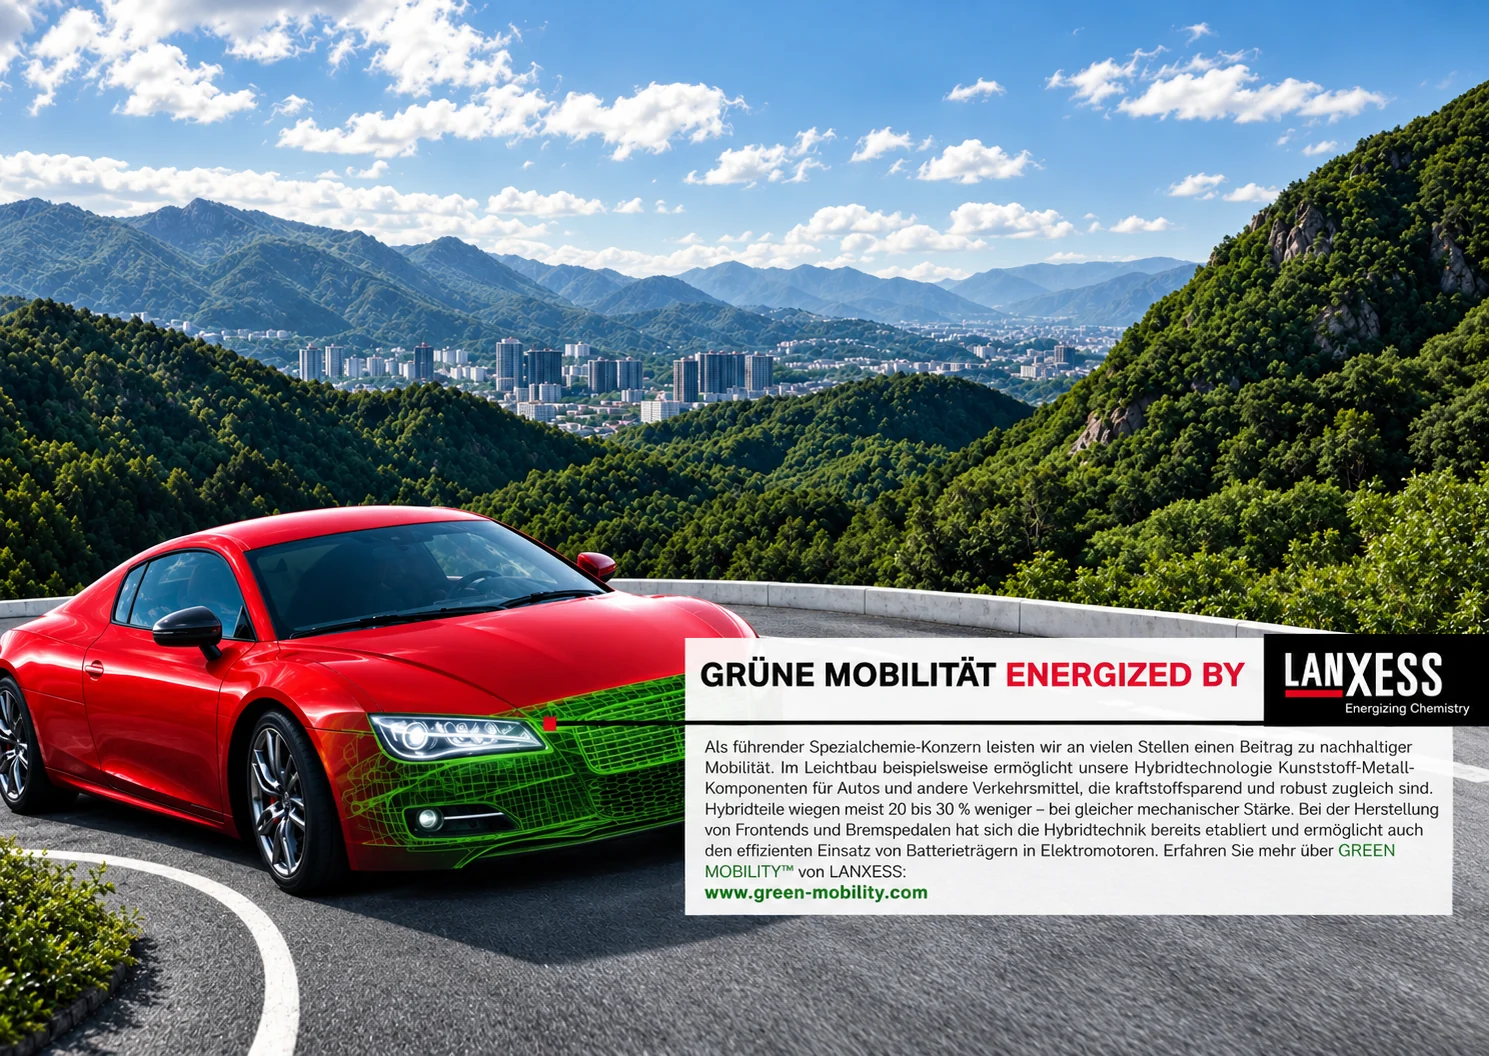 GRÜNE MOBILITÄT ENERGIZED BY
LANXESS
Energizing Chemistry
Als führender Spezialchemie-Konzern leisten wir an vielen Stellen einen Beitrag zu nachhaltiger
Mobilität. Im Leichtbau beispielsweise ermöglicht unsere Hybridtechnologie Kunststoff-Metall-
Komponenten für Autos und andere Verkehrsmittel, die kraftstoffsparend und robust zugleich sind.
Hybridteile wiegen meist 20 bis 30 % weniger – bei gleicher mechanischer Stärke. Bei der Herstellung
von Frontends und Bremspedalen hat sich die Hybridtechnik bereits etabliert und ermöglicht auch
den effizienten Einsatz von Batterieträgern in Elektromotoren. Erfahren Sie mehr über GREEN
MOBILITY™ von LANXESS:
www.green-mobility.com